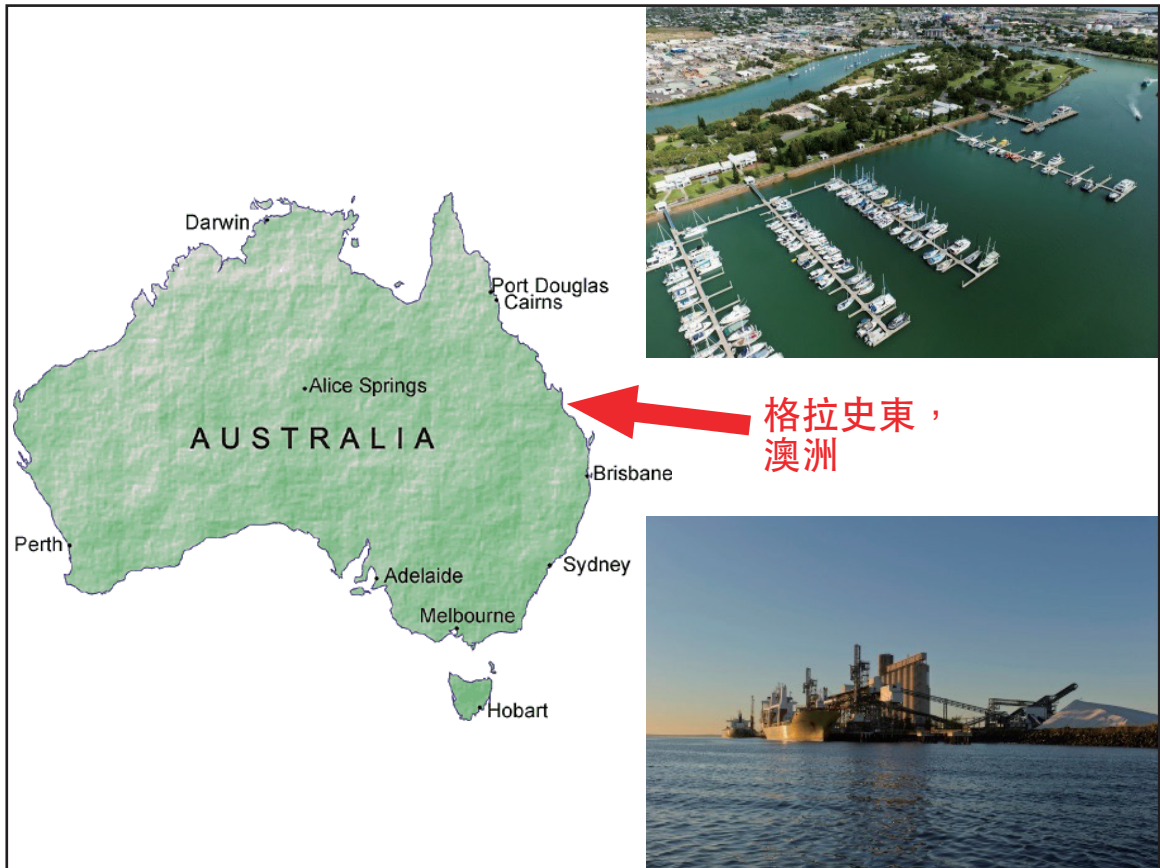 Darwin
Port Douglas
Cairns
Alice Springs
AUSTRALIA
格拉史東，
澳洲
Brisbane
Perth
Sydney
Adelaide
Melbourne
Hobart